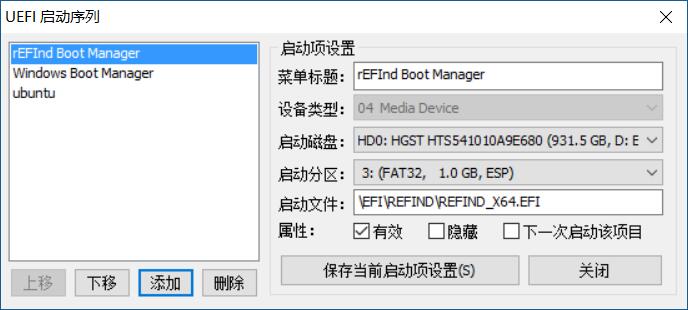 UEFI 启动序列
rEFInd Boot Manager
Windows Boot Manager
ubuntu
上移
下移
添加
删除
启动项设置
菜单标题: rEFInd Boot Manager
设备类型: 04 Media Device
启动磁盘: HD0: HGST HTS541010A9E680 (931.5 GB, D: E
启动分区: 3: (FAT32, 1.0 GB, ESP)
启动文件: \EFI\REFIND\REFIND_X64.EFI
属性: 有效 隐藏 下一次启动该项目
保存当前启动项设置(S)
关闭